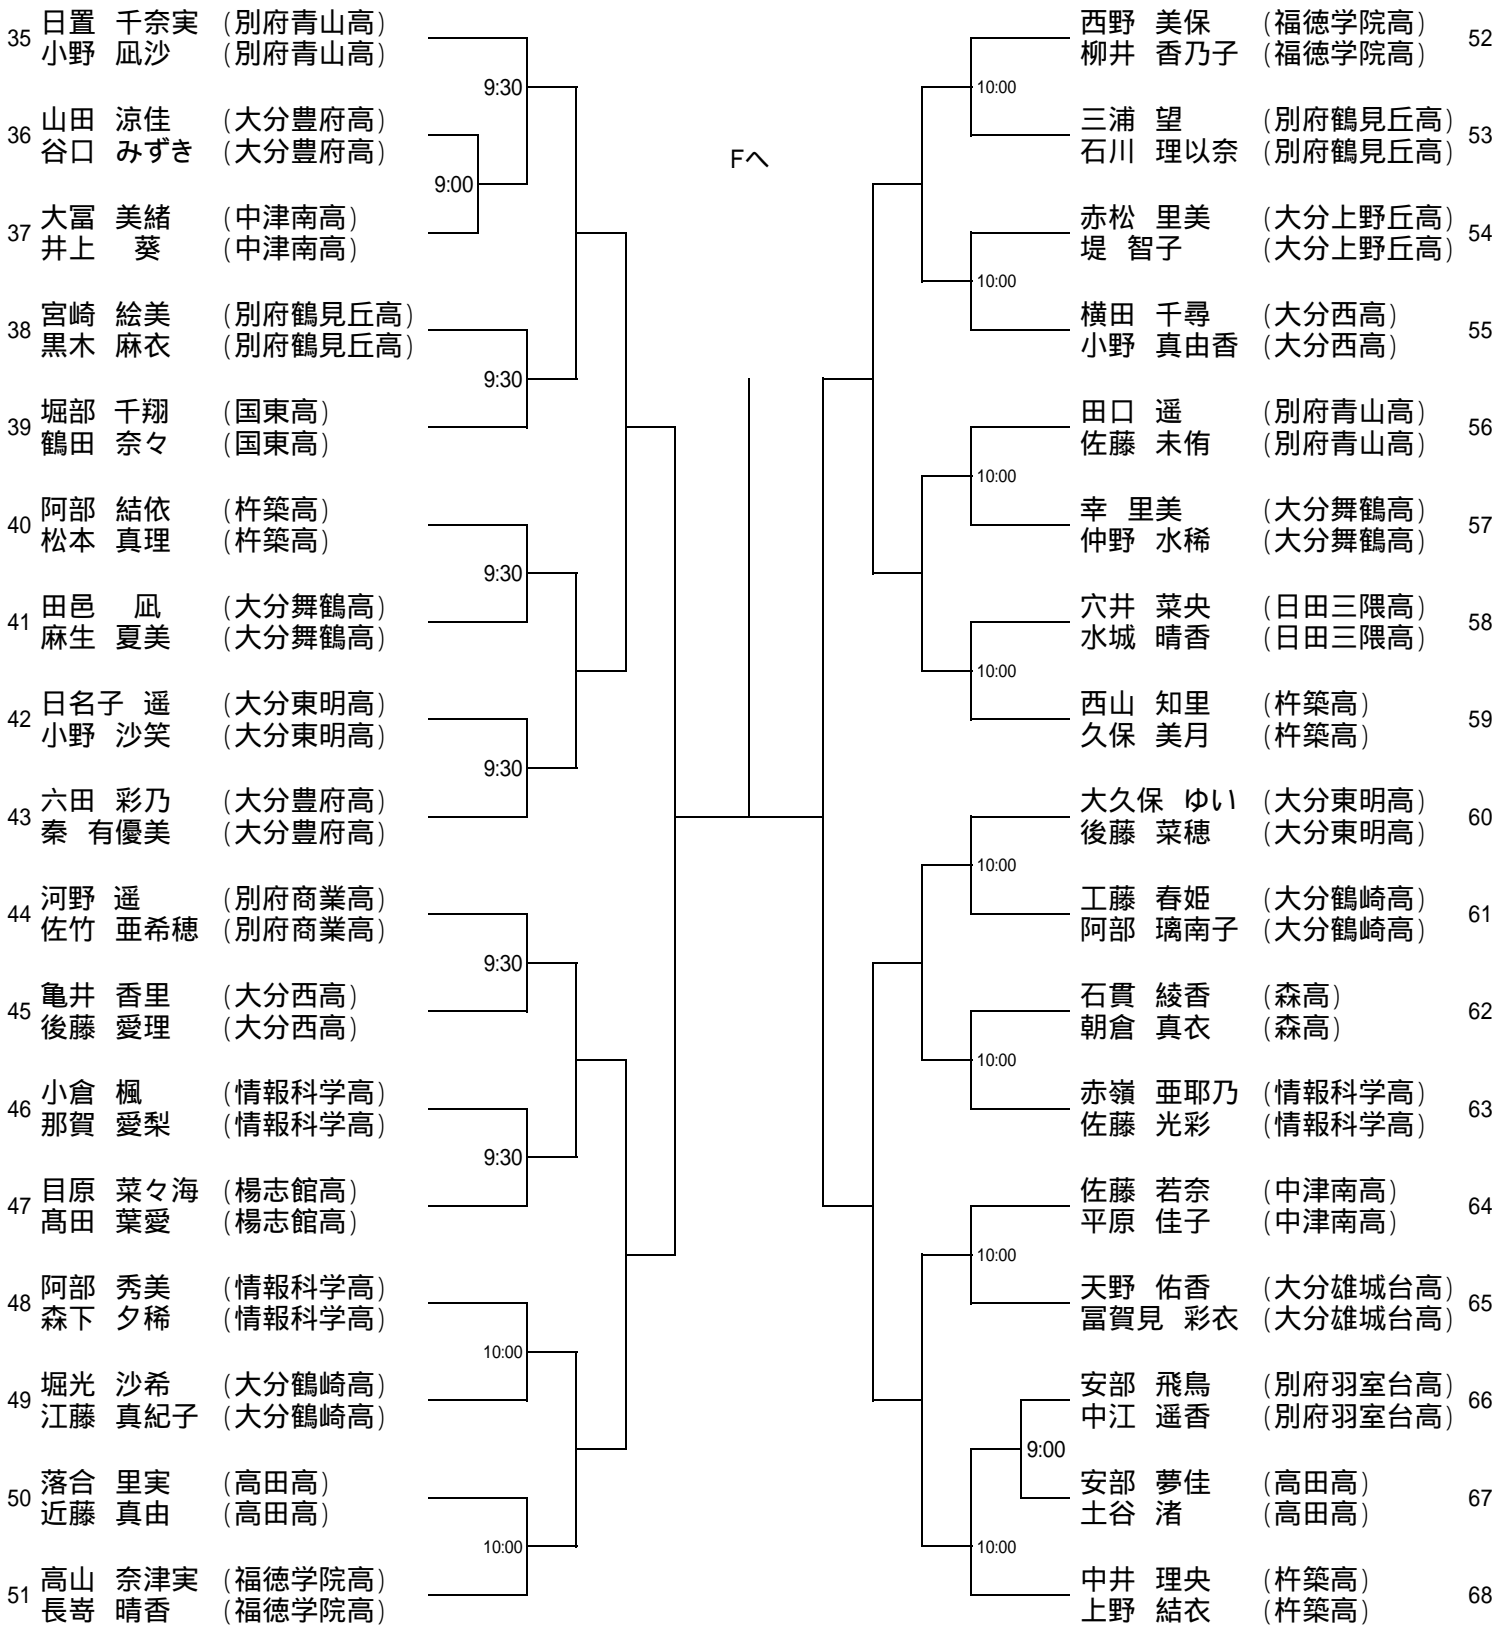 35 日置 千奈実 (別府青山高)
小野 凪沙 (別府青山高)
9:30
36 山田 涼佳 (大分豊府高)
谷口 みずき (大分豊府高)
9:00
37 大冨 美緒 (中津南高)
井上 葵 (中津南高)
38 宮崎 絵美 (別府鶴見丘高)
黒木 麻衣 (別府鶴見丘高)
9:30
39 堀部 千翔 (国東高)
鶴田 奈々 (国東高)
40 阿部 結依 (杵築高)
松本 真理 (杵築高)
9:30
41 田邑 凪 (大分舞鶴高)
麻生 夏美 (大分舞鶴高)
42 日名子 遥 (大分東明高)
小野 沙笑 (大分東明高)
9:30
43 六田 彩乃 (大分豊府高)
秦 有優美 (大分豊府高)
44 河野 遥 (別府商業高)
佐竹 亜希穂 (別府商業高)
9:30
45 亀井 香里 (大分西高)
後藤 愛理 (大分西高)
46 小倉 楓 (情報科学高)
那賀 愛梨 (情報科学高)
9:30
47 目原 菜々海 (楊志館高)
髙田 葉愛 (楊志館高)
48 阿部 秀美 (情報科学高)
森下 夕稀 (情報科学高)
10:00
49 堀光 沙希 (大分鶴崎高)
江藤 真紀子 (大分鶴崎高)
50 落合 里実 (高田高)
近藤 真由 (高田高)
10:00
51 高山 奈津実 (福徳学院高)
長嵜 晴香 (福徳学院高)
Fへ
西野 美保 (福徳学院高) 52
柳井 香乃子 (福徳学院高)
10:00
三浦 望 (別府鶴見丘高) 53
石川 理以奈 (別府鶴見丘高)
赤松 里美 (大分上野丘高) 54
堤 智子 (大分上野丘高)
10:00
横田 千尋 (大分西高) 55
小野 真由香 (大分西高)
田口 遥 (別府青山高) 56
佐藤 未侑 (別府青山高)
10:00
幸 里美 (大分舞鶴高) 57
仲野 水稀 (大分舞鶴高)
穴井 菜央 (日田三隈高) 58
水城 晴香 (日田三隈高)
10:00
西山 知里 (杵築高) 59
久保 美月 (杵築高)
大久保 ゆい (大分東明高) 60
後藤 菜穂 (大分東明高)
10:00
工藤 春姫 (大分鶴崎高) 61
阿部 璃南子 (大分鶴崎高)
石貫 綾香 (森高) 62
朝倉 真衣 (森高)
10:00
赤嶺 亜耶乃 (情報科学高) 63
佐藤 光彩 (情報科学高)
佐藤 若奈 (中津南高) 64
平原 佳子 (中津南高)
10:00
天野 佑香 (大分雄城台高) 65
冨賀見 彩衣 (大分雄城台高)
安部 飛鳥 (別府羽室台高) 66
中江 遥香 (別府羽室台高)
9:00
安部 夢佳 (高田高) 67
土谷 渚 (高田高)
10:00
中井 理央 (杵築高) 68
上野 結衣 (杵築高)